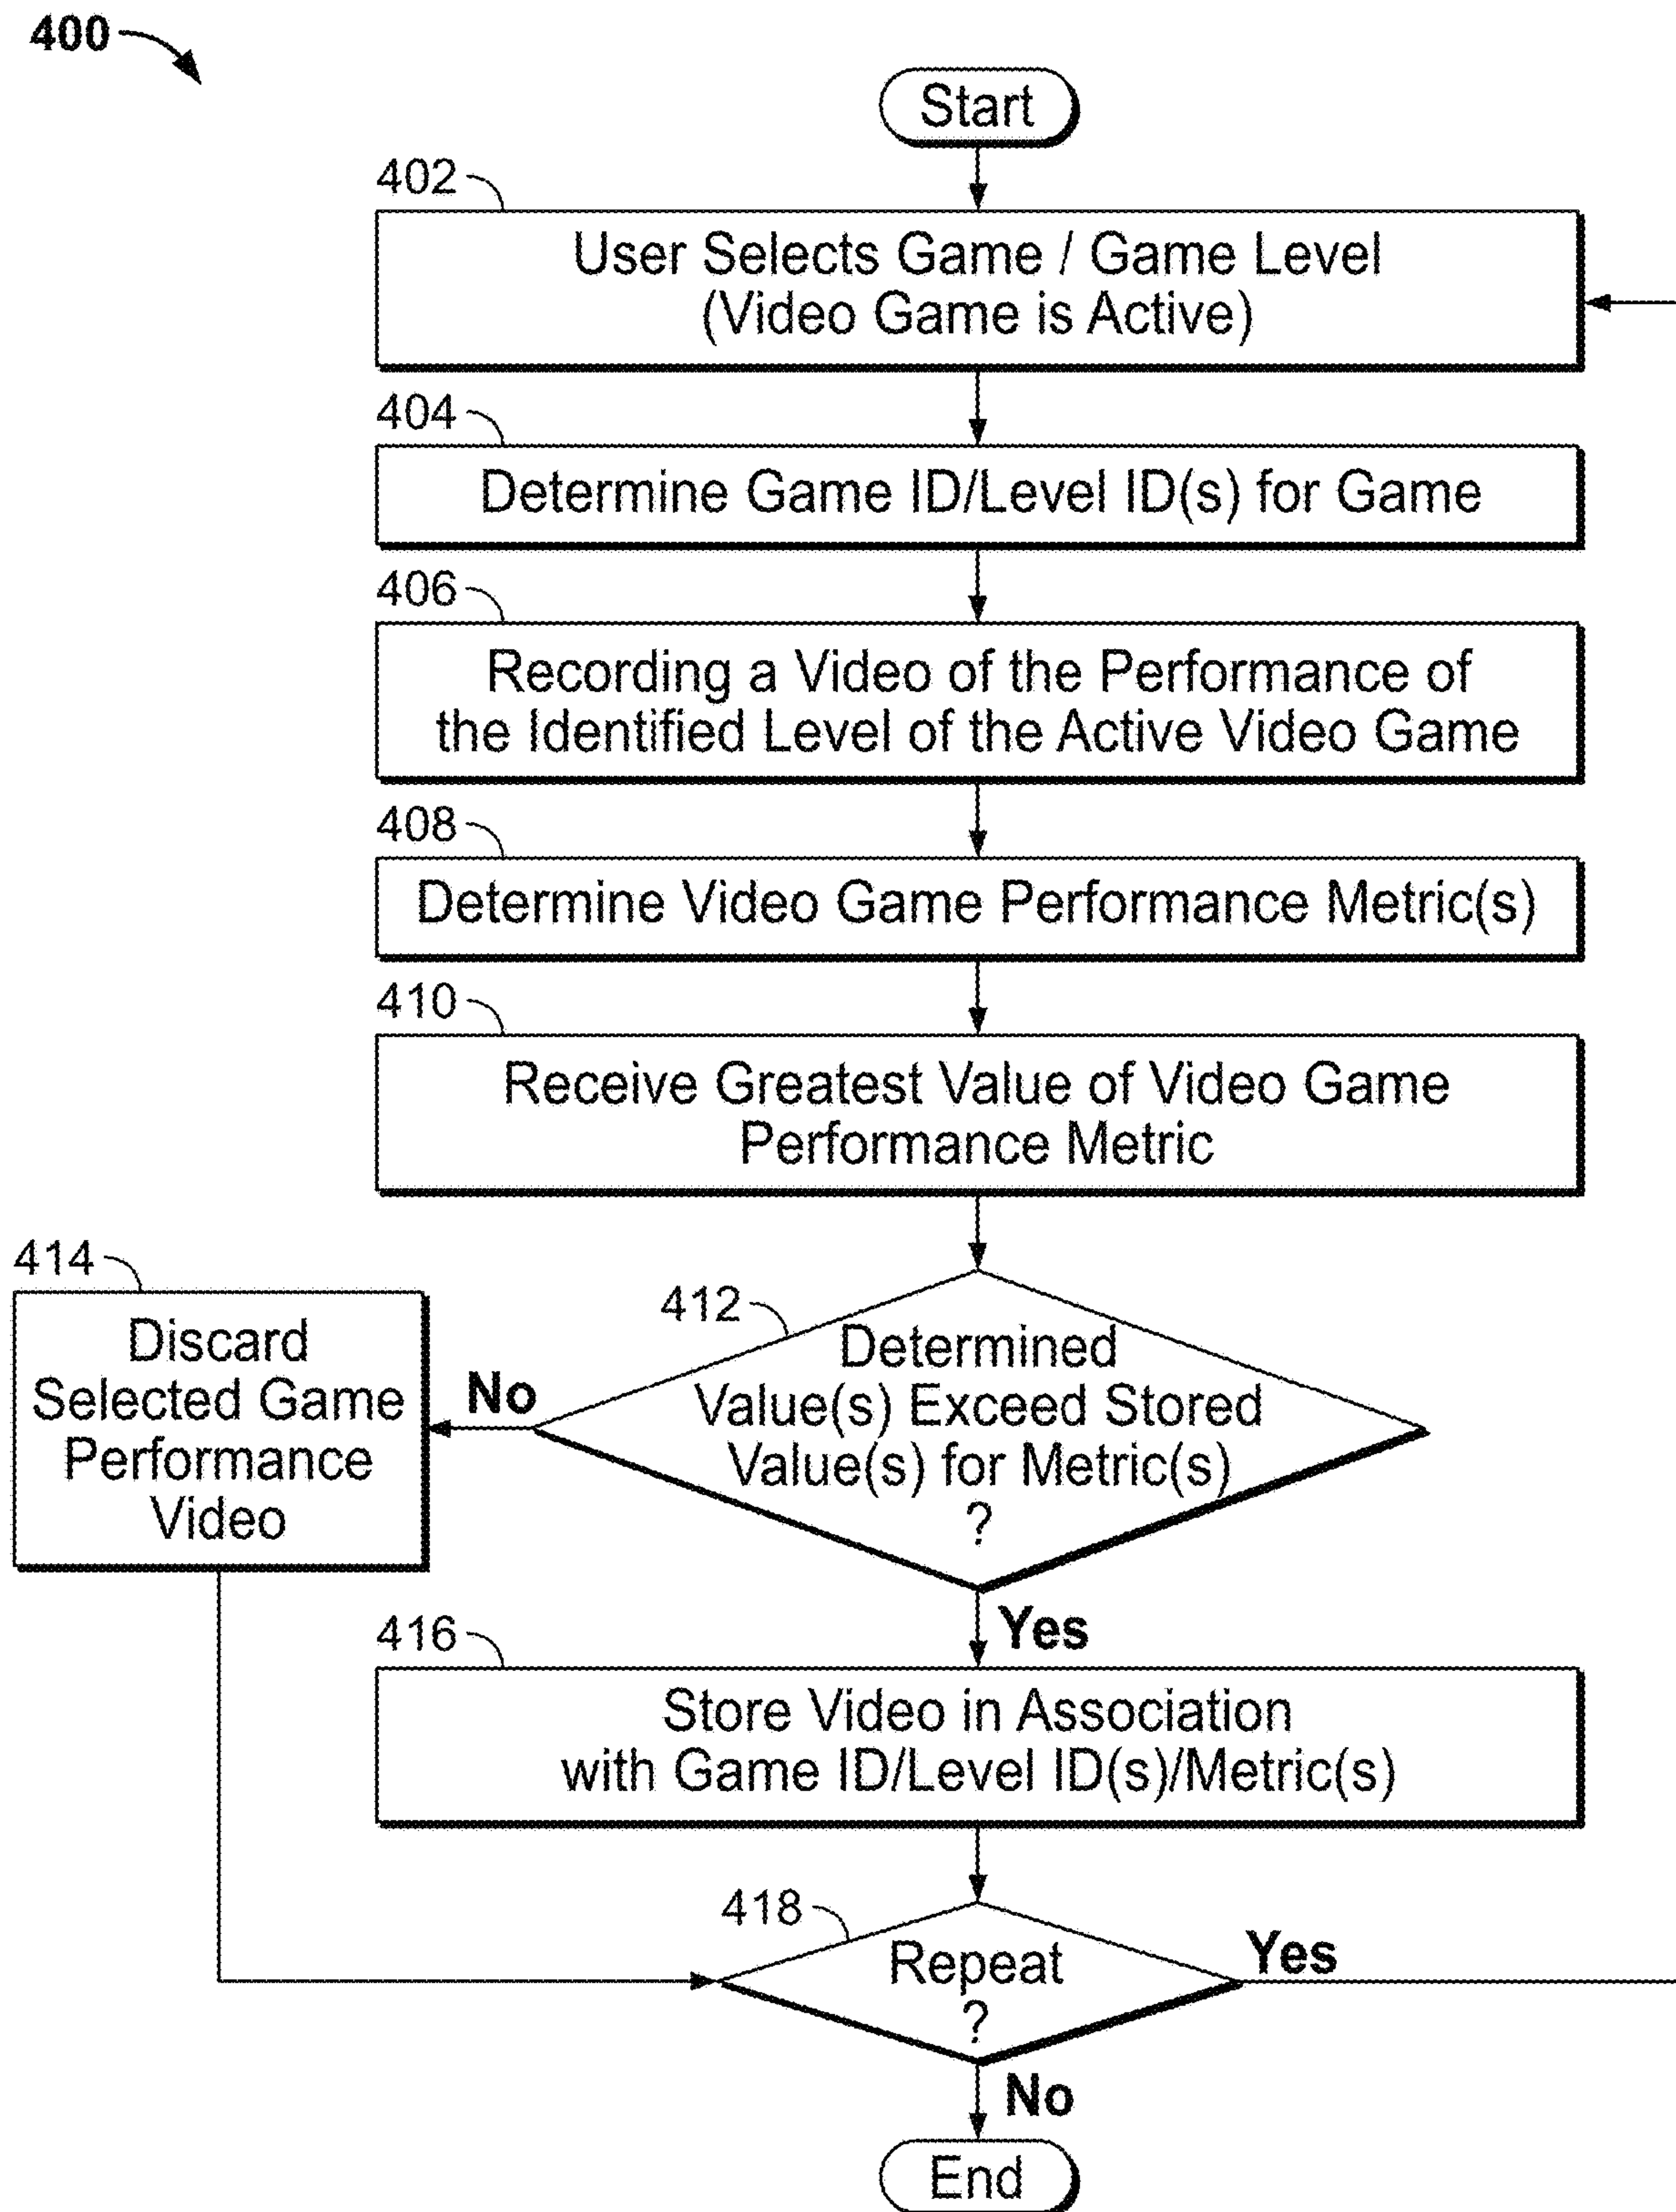 400
Start
402
User Selects Game / Game Level
(Video Game is Active)
404
Determine Game ID/Level ID(s) for Game
406
Recording a Video of the Performance of
the Identified Level of the Active Video Game
408
Determine Video Game Performance Metric(s)
410
Receive Greatest Value of Video Game
Performance Metric
412
Determined
Value(s) Exceed Stored
Value(s) for Metric(s)
?
No
414
Discard
Selected Game
Performance
Video
Yes
416
Store Video in Association
with Game ID/Level ID(s)/Metric(s)
418
Repeat
?
Yes
No
End